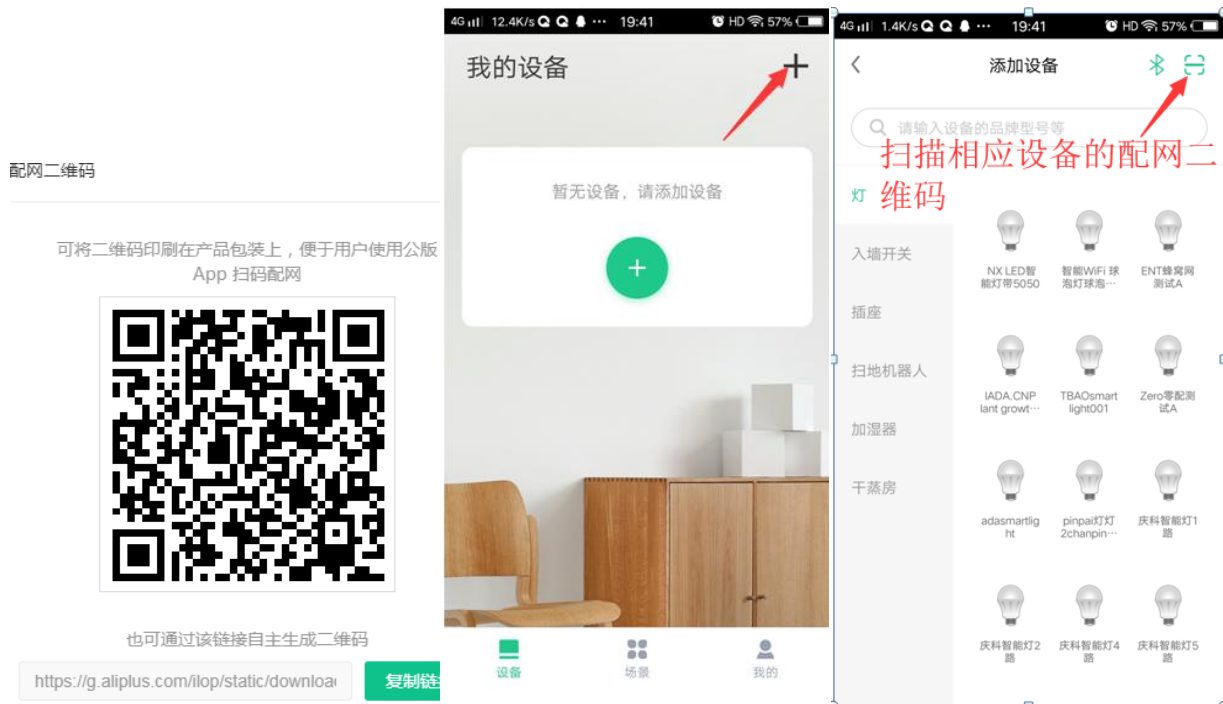 配网二维码
可将二维码印刷在产品包装上，便于用户使用公版
App 扫码配网
也可通过该链接自主生成二维码
https://g.aliplus.com/ilop/static/downloa
复制链
4G 12.4K/s ··· 19:41 HD 57%
我的设备
暂无设备，请添加设备
设备
场景
我的
4G 1.4K/s ··· 19:41 HD 57%
添加设备
请输入设备的品牌型号等
扫描相应设备的配网二
维码
灯
入墙开关
插座
扫地机器人
加湿器
干蒸房
NX LED智
能灯带5050
智能WiFi 球
泡灯球泡···
ENT蜂窝网
测试A
IADA.CNP
lant growt···
TBAOsmart
light001
Zero零配测
试A
adasmartlig
ht
pinpai灯灯
2chanpin···
庆科智能灯1
路
庆科智能灯2
路
庆科智能灯4
路
庆科智能灯5
路